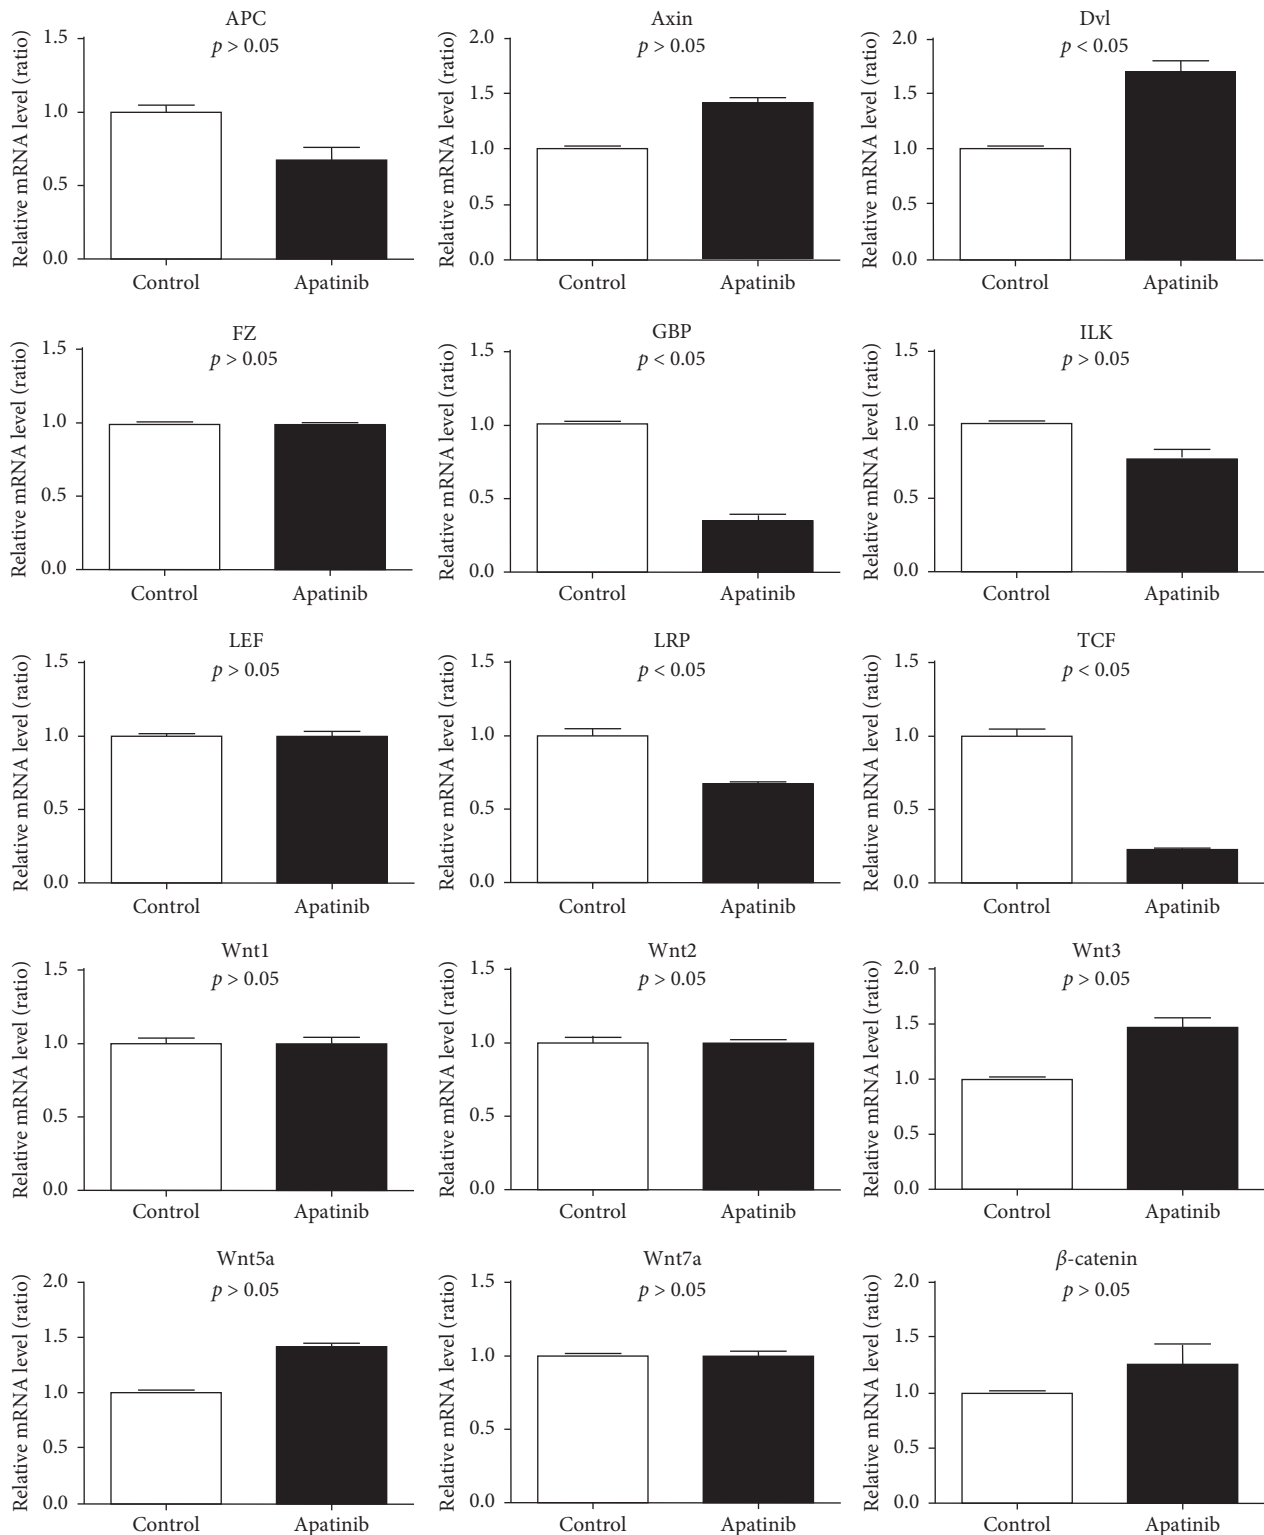 APC
p > 0.05
Relative mRNA level (ratio)
1.5
1.0
0.5
0.0
Control
Apatinib
Axin
p > 0.05
Relative mRNA level (ratio)
2.0
1.5
1.0
0.5
0.0
Control
Apatinib
Dvl
p < 0.05
Relative mRNA level (ratio)
2.0
1.5
1.0
0.5
0.0
Control
Apatinib
FZ
p > 0.05
Relative mRNA level (ratio)
1.5
1.0
0.5
0.0
Control
Apatinib
GBP
p < 0.05
Relative mRNA level (ratio)
1.5
1.0
0.5
0.0
Control
Apatinib
ILK
p > 0.05
Relative mRNA level (ratio)
1.5
1.0
0.5
0.0
Control
Apatinib
LEF
p > 0.05
Relative mRNA level (ratio)
1.5
1.0
0.5
0.0
Control
Apatinib
LRP
p < 0.05
Relative mRNA level (ratio)
1.5
1.0
0.5
0.0
Control
Apatinib
TCF
p < 0.05
Relative mRNA level (ratio)
1.5
1.0
0.5
0.0
Control
Apatinib
Wnt1
p > 0.05
Relative mRNA level (ratio)
1.5
1.0
0.5
0.0
Control
Apatinib
Wnt2
p > 0.05
Relative mRNA level (ratio)
1.5
1.0
0.5
0.0
Control
Apatinib
Wnt3
p > 0.05
Relative mRNA level (ratio)
2.0
1.5
1.0
0.5
0.0
Control
Apatinib
Wnt5a
p > 0.05
Relative mRNA level (ratio)
2.0
1.5
1.0
0.5
0.0
Control
Apatinib
Wnt7a
p > 0.05
Relative mRNA level (ratio)
1.5
1.0
0.5
0.0
Control
Apatinib
β-catenin
p > 0.05
Relative mRNA level (ratio)
2.0
1.5
1.0
0.5
0.0
Control
Apatinib